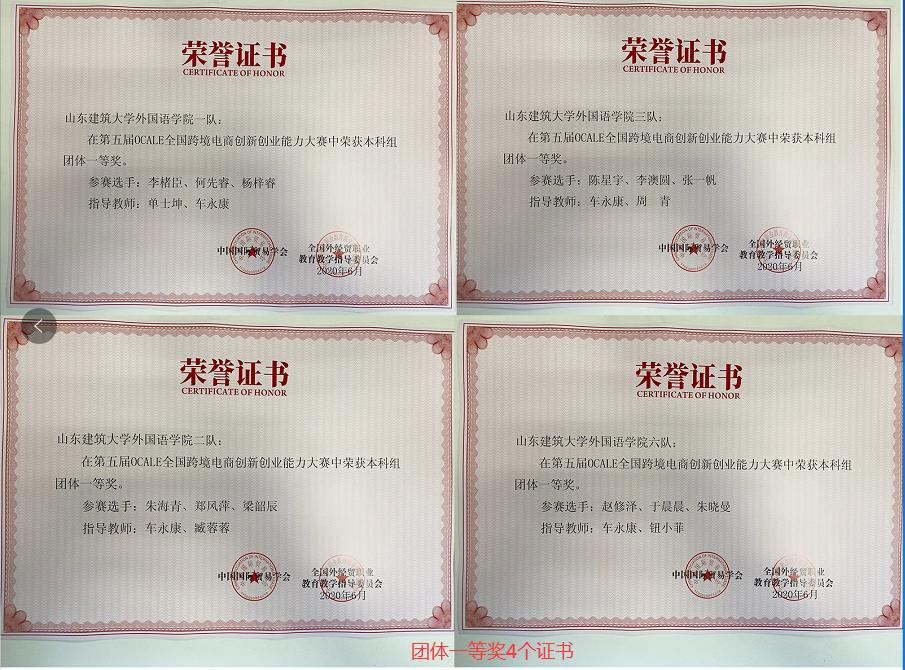 荣誉证书
CERTIFICATE OF HONOR
山东建筑大学外国语学院一队：
在第五届OCALE全国跨境电商创新创业能力大赛中荣获本科组
团体一等奖。
参赛选手：李楮臣、何先睿、杨梓睿
指导教师：单士坤、车永康
中国国际贸易学会
全国外经贸职业
教育教学指导委员会
2020年6月
荣誉证书
CERTIFICATE OF HONOR
山东建筑大学外国语学院三队：
在第五届OCALE全国跨境电商创新创业能力大赛中荣获本科组
团体一等奖。
参赛选手：陈星宇、李澳圆、张一帆
指导教师：车永康、周　青
中国国际贸易学会
全国外经贸职业
教育教学指导委员会
2020年6月
荣誉证书
CERTIFICATE OF HONOR
山东建筑大学外国语学院二队：
在第五届OCALE全国跨境电商创新创业能力大赛中荣获本科组
团体一等奖。
参赛选手：朱海青、郑风萍、梁韶辰
指导教师：车永康、臧蓉蓉
中国国际贸易学会
全国外经贸职业
教育教学指导委员会
2020年6月
荣誉证书
CERTIFICATE OF HONOR
山东建筑大学外国语学院六队：
在第五届OCALE全国跨境电商创新创业能力大赛中荣获本科组
团体一等奖。
参赛选手：赵修泽、于晨晨、朱晓曼
指导教师：车永康、钮小菲
中国国际贸易学会
全国外经贸职业
教育教学指导委员会
2020年6月
团体一等奖4个证书